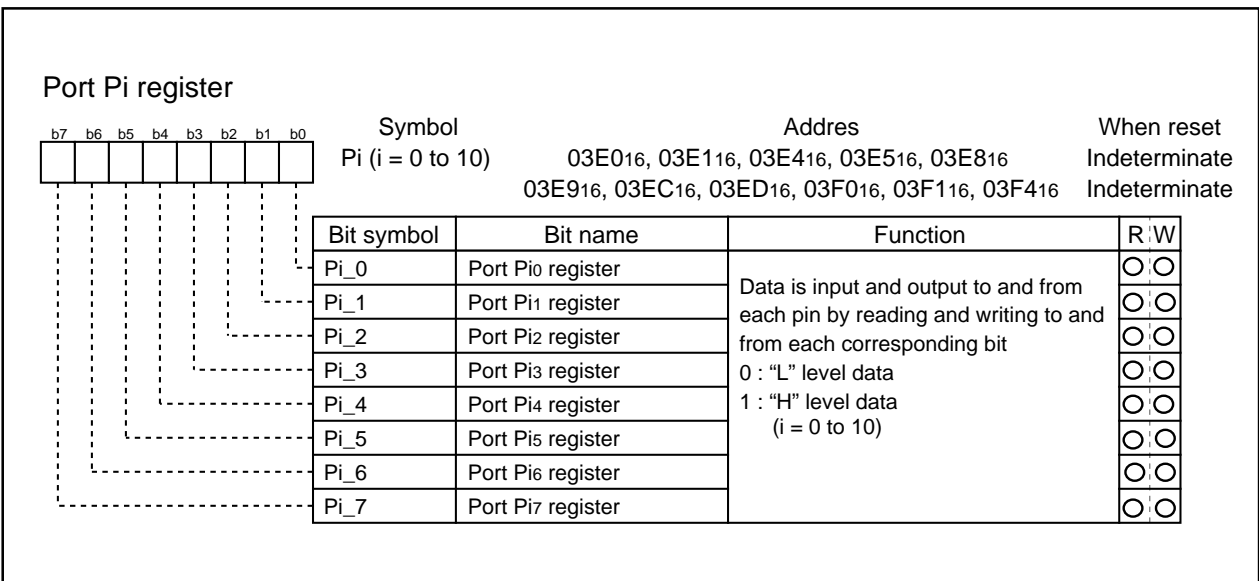 Port Pi register
b7 b6 b5 b4 b3 b2 b1 b0
Symbol Addres When reset
Pi (i = 0 to 10) 03E016, 03E116, 03E416, 03E516, 03E816 Indeterminate
03E916, 03EC16, 03ED16, 03F016, 03F116, 03F416 Indeterminate
Bit symbol Bit name Function R W
Pi_0 Port Pi0 register
Pi_1 Port Pi1 register
Pi_2 Port Pi2 register
Pi_3 Port Pi3 register
Pi_4 Port Pi4 register
Pi_5 Port Pi5 register
Pi_6 Port Pi6 register
Pi_7 Port Pi7 register
Data is input and output to and from
each pin by reading and writing to and
from each corresponding bit
0 : “L” level data
1 : “H” level data
(i = 0 to 10)